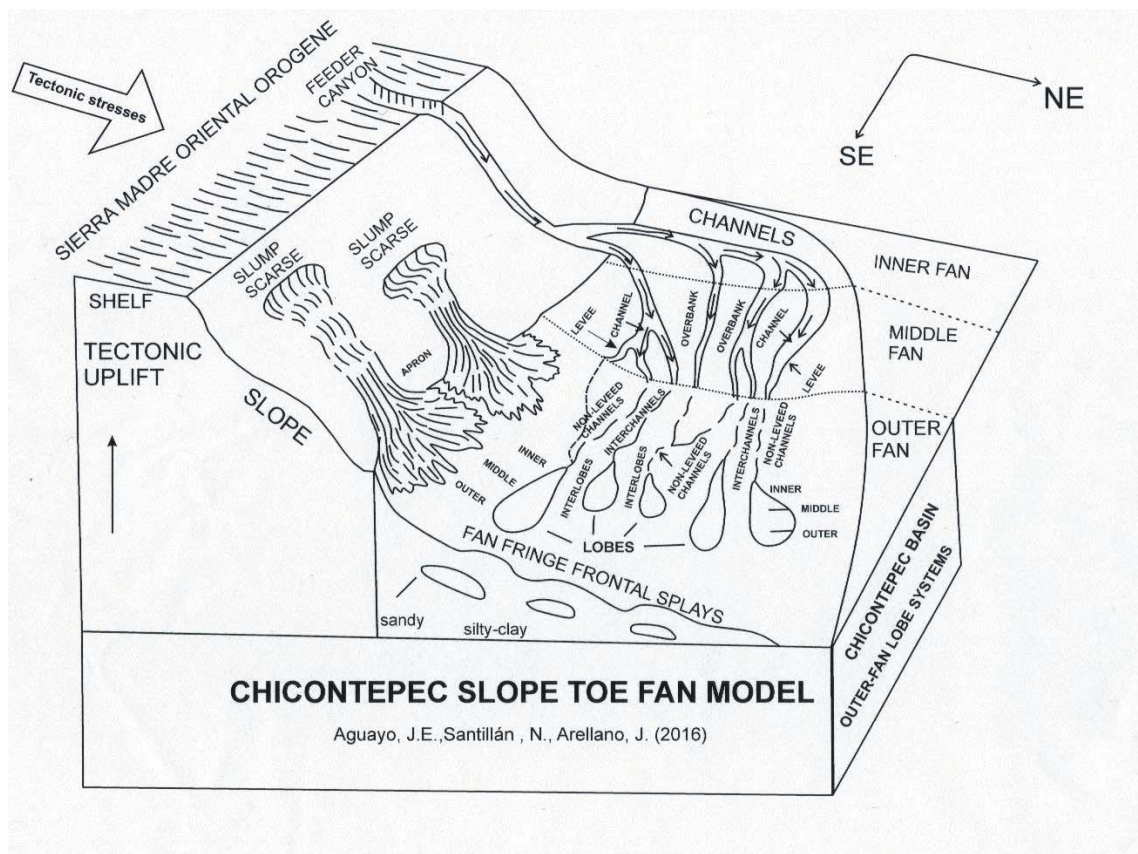 Tectonic stresses
SIERRA MADRE ORIENTAL OROGENE
FEEDER
CANYON
NE
SE
SLUMP
SCARSE
SLUMP
SCARSE
CHANNELS
INNER FAN
MIDDLE
FAN
OUTER
FAN
SHELF
TECTONIC
UPLIFT
SLOPE
APRON
LEVEE
CHANNEL
OVERBANK
OVERBANK
CHANNEL
LEVEE
NON-LEVEED
CHANNELS
INTERCHANNELS
NON-LEVEED
CHANNELS
INTERCHANNELS
NON-LEVEED
CHANNELS
INNER
MIDDLE
OUTER
INTERLOBES
INTERLOBES
INNER
MIDDLE
OUTER
LOBES
FAN FRINGE FRONTAL SPLAYS
sandy
silty-clay
CHICONTEPEC BASIN
OUTER-FAN LOBE SYSTEMS
CHICONTEPEC SLOPE TOE FAN MODEL
Aguayo, J.E.,Santillán , N., Arellano, J. (2016)